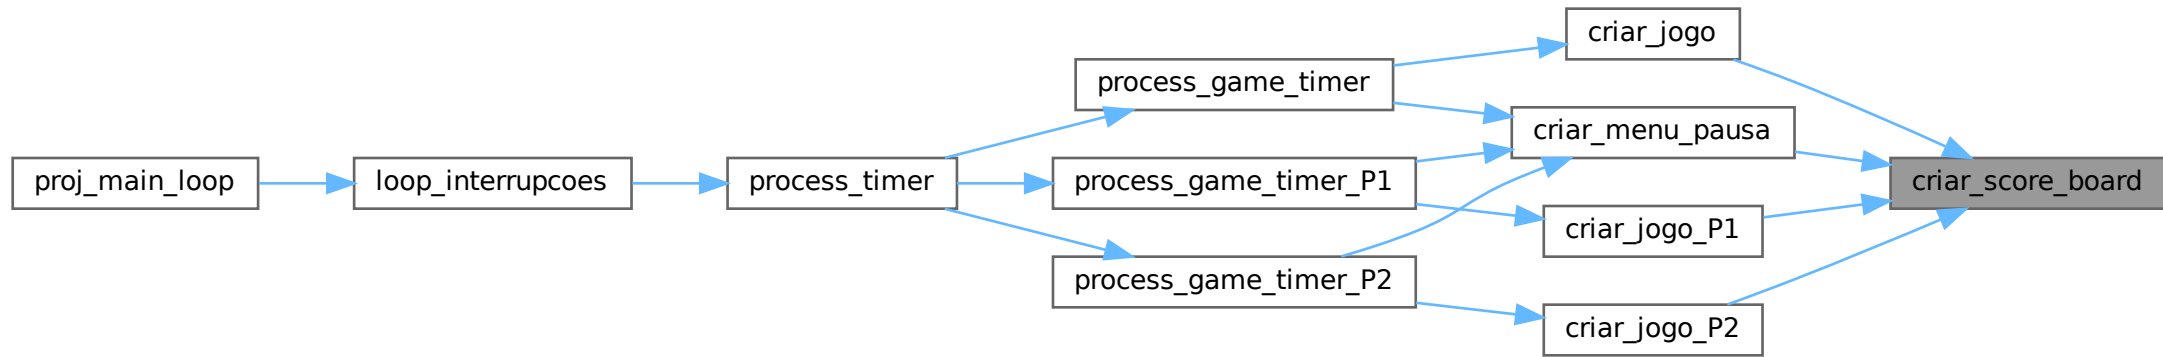 criar_jogo
process_game_timer
criar_menu_pausa
proj_main_loop
loop_interrupcoes
process_timer
process_game_timer_P1
criar_score_board
criar_jogo_P1
process_game_timer_P2
criar_jogo_P2